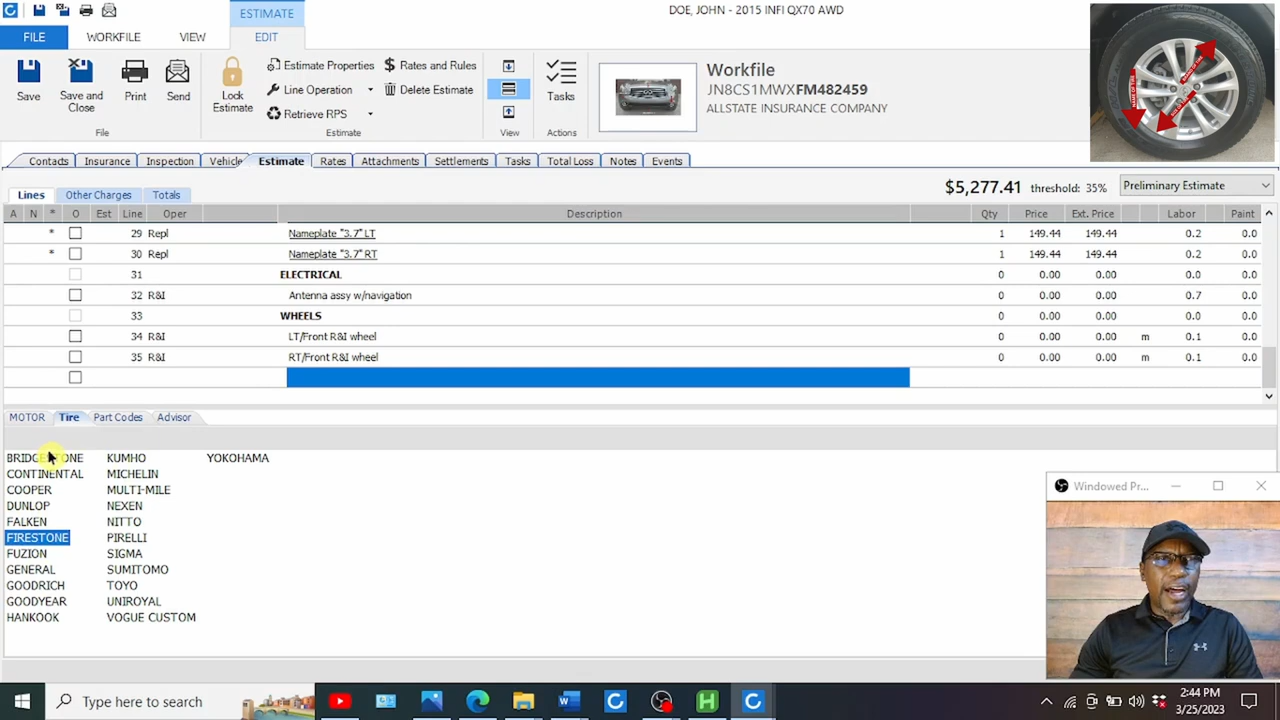 ESTIMATE
DOE, JOHN - 2015 INFI QX70 AWD
FILE WORKFILE VIEW EDIT
Save
Save and Close
Print
Send
File
Lock Estimate
Estimate Properties
Line Operation
Retrieve RPS
Rates and Rules
Delete Estimate
Estimate
View
Tasks
Actions
Workfile
JN8CS1MWXFM482459
ALLSTATE INSURANCE COMPANY
Contacts Insurance Inspection Vehicle Estimate Rates Attachments Settlements Tasks Total Loss Notes Events
Lines Other Charges Totals $5,277.41 threshold: 35% Preliminary Estimate
A N * O Est Line Oper Description Qty Price Ext. Price Labor Paint
* 29 Repl Nameplate "3.7" LT 1 149.44 149.44 0.2 0.0
* 30 Repl Nameplate "3.7" RT 1 149.44 149.44 0.2 0.0
31 ELECTRICAL 0 0.00 0.00 0.0 0.0
32 R&I Antenna assy w/navigation 0 0.00 0.00 0.7 0.0
33 WHEELS 0 0.00 0.00 0.0 0.0
34 R&I LT/Front R&I wheel 0 0.00 0.00 m 0.1 0.0
35 R&I RT/Front R&I wheel 0 0.00 0.00 m 0.1 0.0
MOTOR Tire Part Codes Advisor
BRIDGESTONE KUMHO YOKOHAMA
CONTINENTAL MICHELIN
COOPER MULTI-MILE
DUNLOP NEXEN
FALKEN NITTO
FIRESTONE PIRELLI
FUZION SIGMA
GENERAL SUMITOMO
GOODRICH TOYO
GOODYEAR UNIROYAL
HANKOOK VOGUE CUSTOM
Windowed Pr...
Type here to search
2:44 PM
3/25/2023